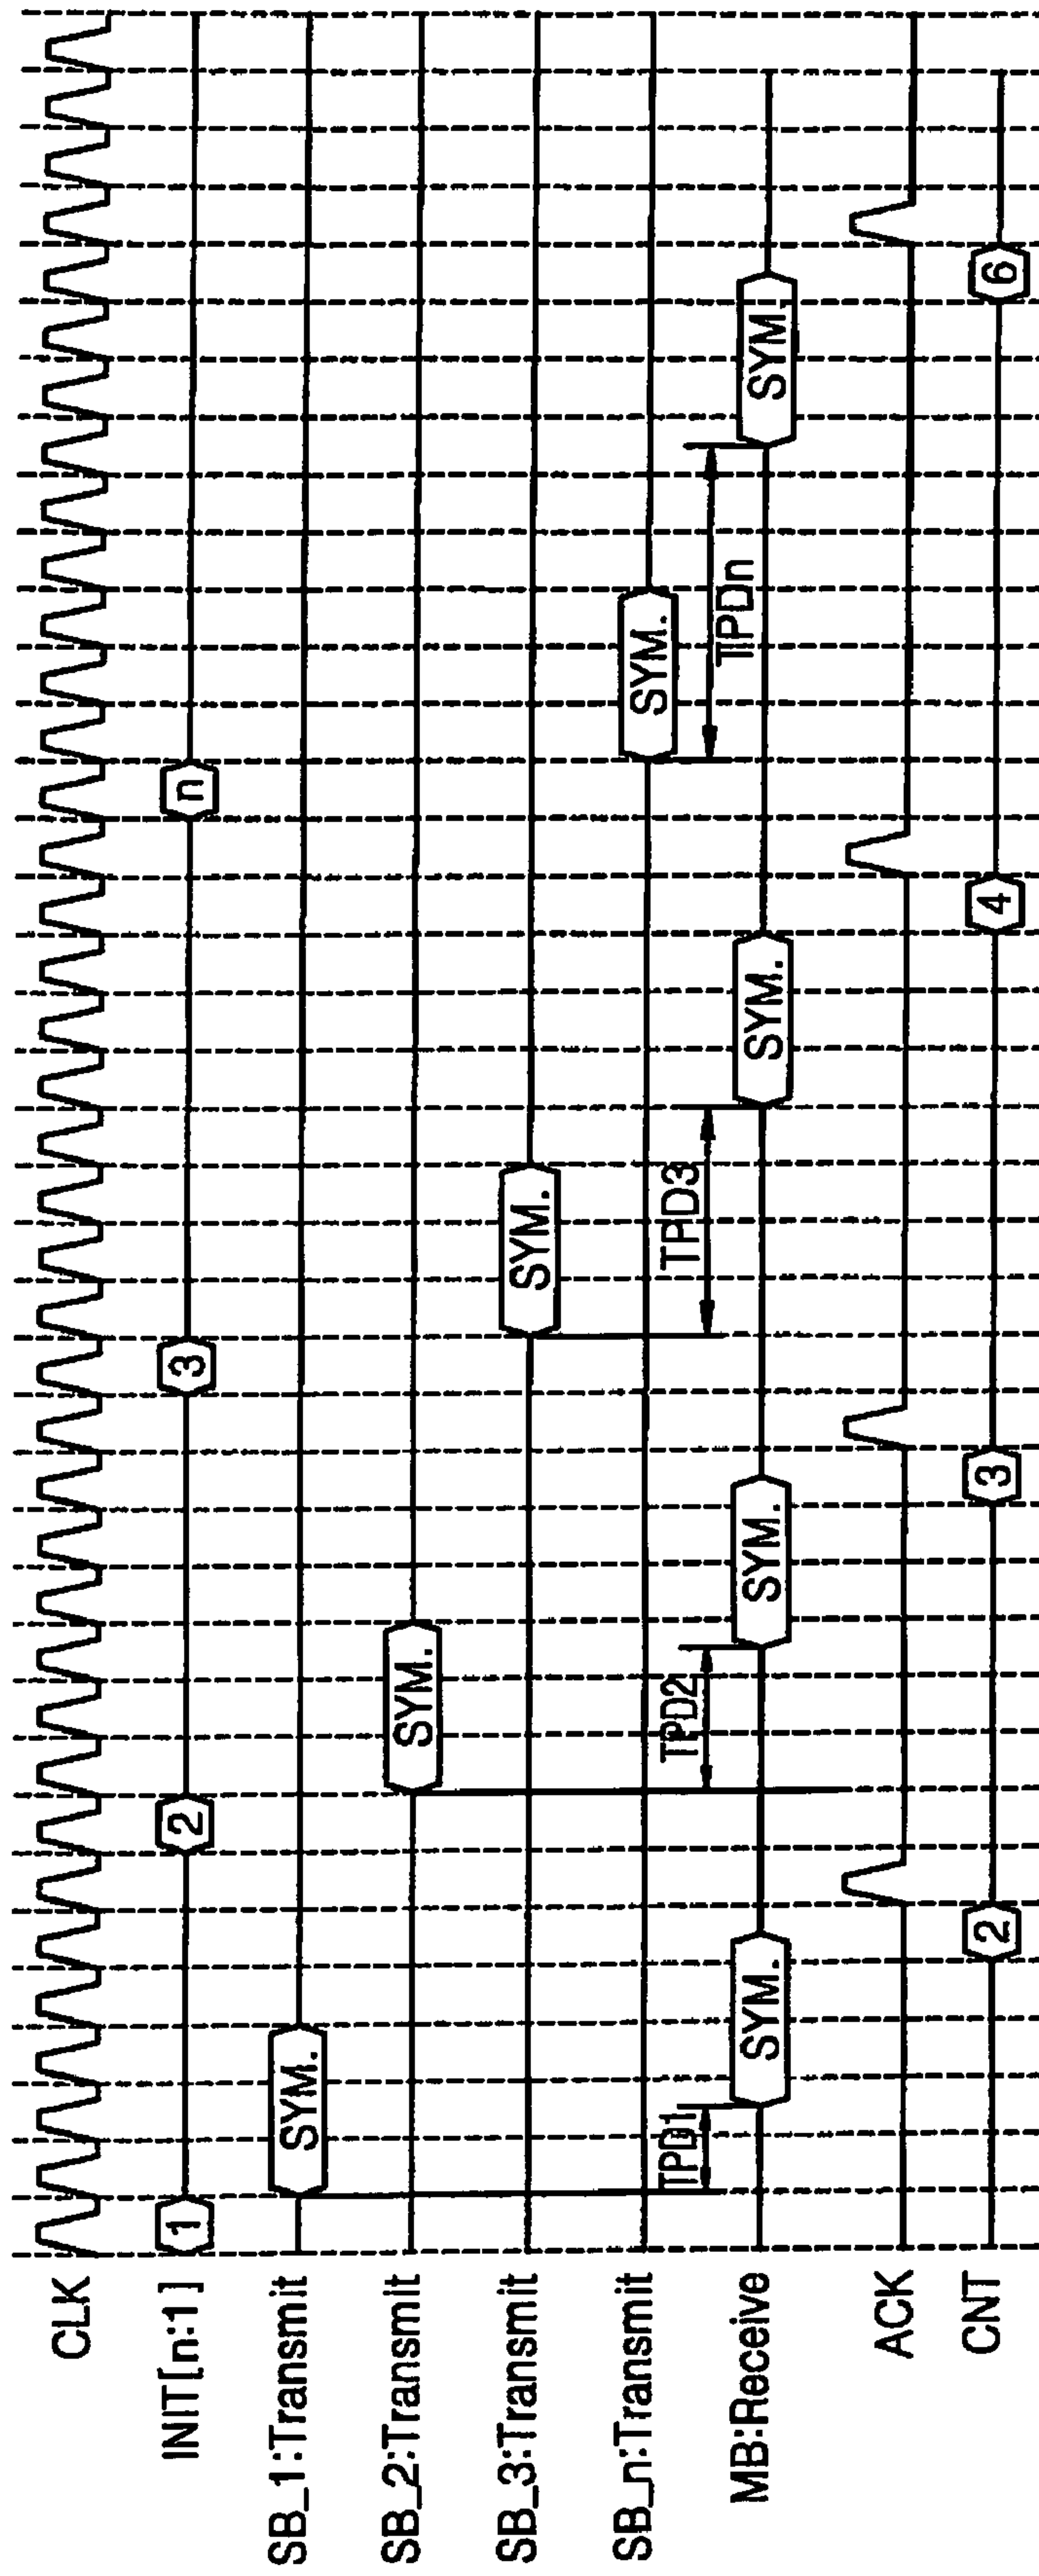 CLK
INIT[n:1] 1 2 3 n
SB_1:Transmit SYM.
SB_2:Transmit SYM.
SB_3:Transmit SYM.
SB_n:Transmit SYM.
TPD1 TPD2 TPD3 TPDn
MB:Receive SYM. SYM. SYM. SYM.
ACK
CNT 2 3 4 6